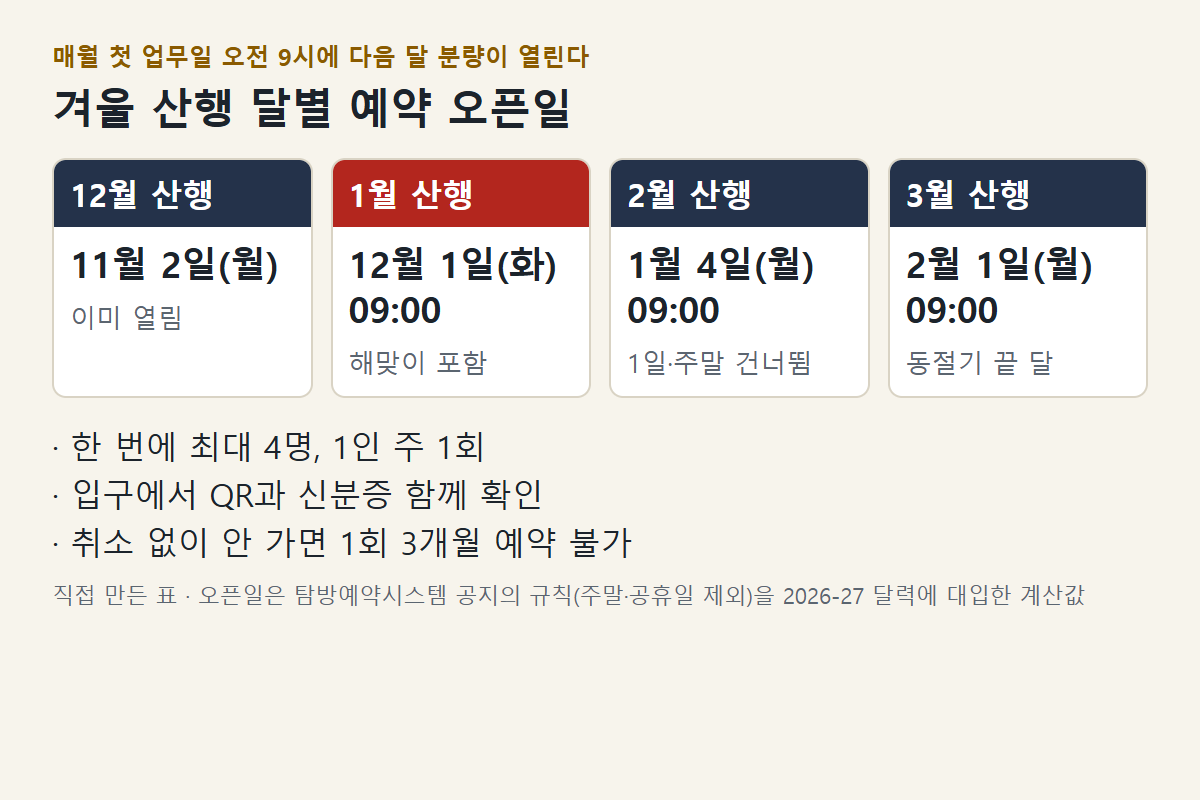 매월 첫 업무일 오전 9시에 다음 달 분량이 열린다
겨울 산행 달별 예약 오픈일
12월 산행
11월 2일(월)
이미 열림
1월 산행
12월 1일(화)
09:00
해맞이 포함
2월 산행
1월 4일(월)
09:00
1일·주말 건너뜀
3월 산행
2월 1일(월)
09:00
동절기 끝 달
· 한 번에 최대 4명, 1인 주 1회
· 입구에서 QR과 신분증 함께 확인
· 취소 없이 안 가면 1회 3개월 예약 불가
직접 만든 표 · 오픈일은 탐방예약시스템 공지의 규칙(주말·공휴일 제외)을 2026-27 달력에 대입한 계산값